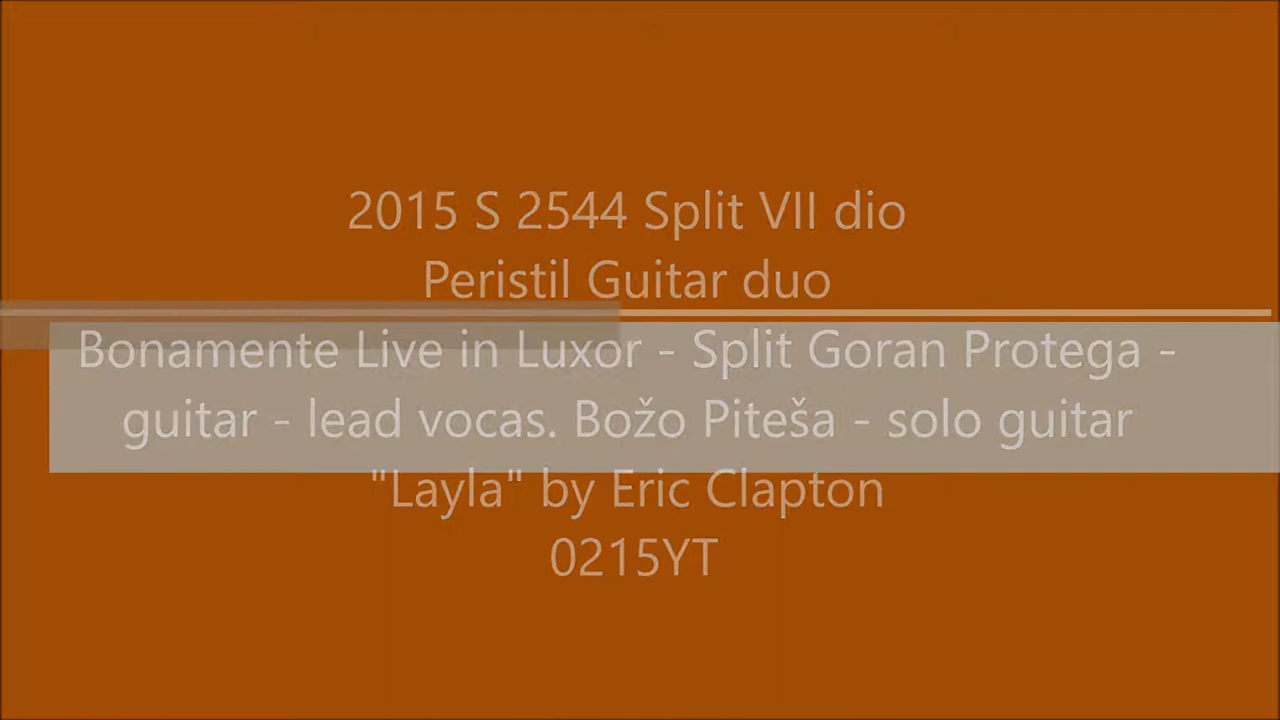 2015 S 2544 Split VII dio
Peristil Guitar duo
Bonamente Live in Luxor - Split Goran Protega -
guitar - lead vocas. Božo Piteša - solo guitar
"Layla" by Eric Clapton
0215YT